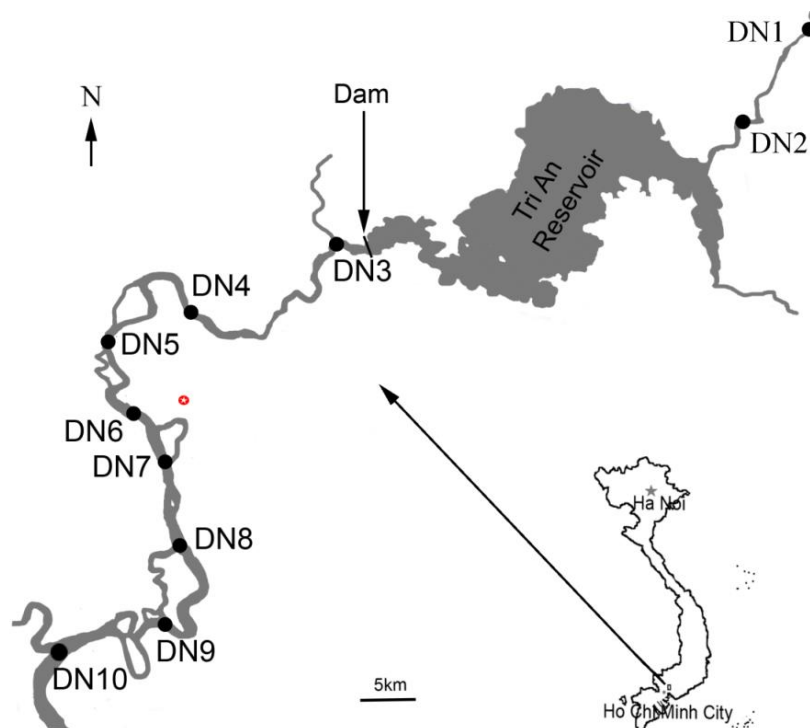 DN1
N
Dam
DN2
Tri An
Reservoir
DN3
DN4
DN5
DN6
DN7
Ha Noi
DN8
DN9
DN10
5km
Ho Chi Minh City